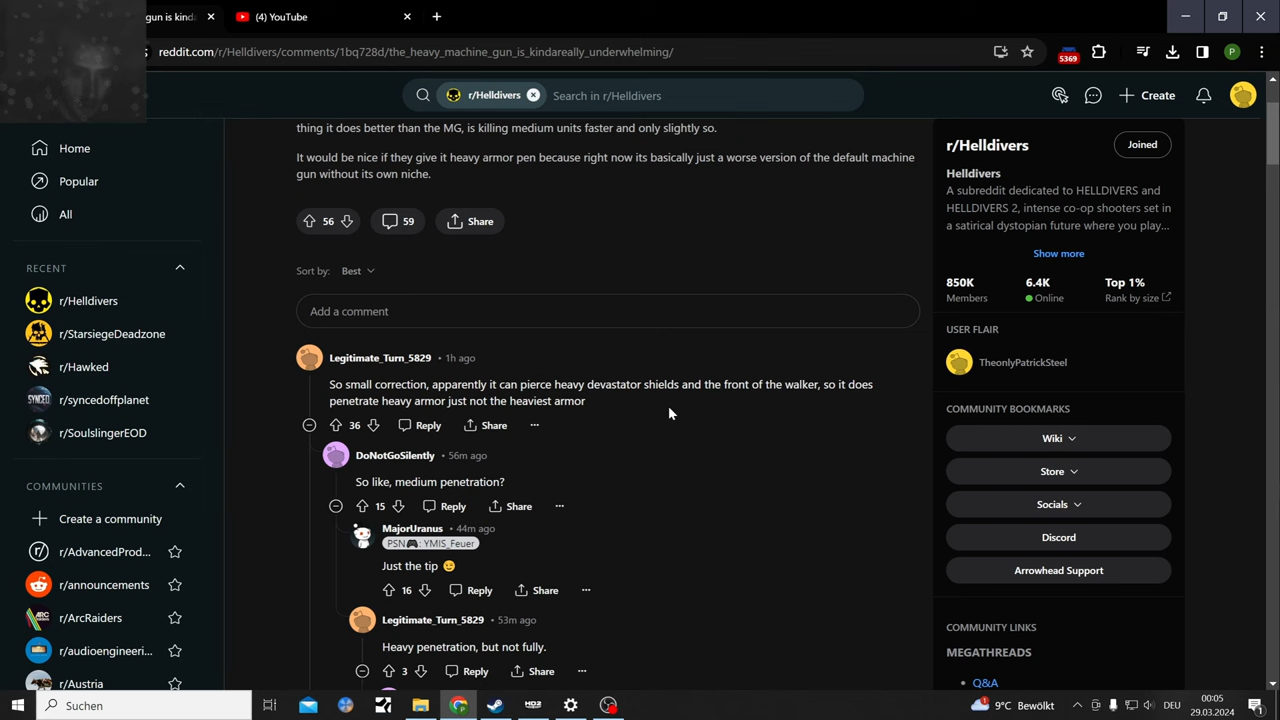 gun is kinda
(4) YouTube
reddit.com/r/Helldivers/comments/1bq728d/the_heavy_machine_gun_is_kindareally_underwhelming/
5369
P
r/Helldivers
Search in r/Helldivers
Create
Home
Popular
All
RECENT
r/Helldivers
r/StarsiegeDeadzone
r/Hawked
r/syncedoffplanet
r/SoulslingerEOD
COMMUNITIES
Create a community
r/AdvancedProd...
r/announcements
r/ArcRaiders
r/audioengineeri...
r/Austria
thing it does better than the MG, is killing medium units faster and only slightly so.
It would be nice if they give it heavy armor pen because right now its basically just a worse version of the default machine
gun without its own niche.
56
59
Share
Sort by: Best
Add a comment
Legitimate_Turn_5829 • 1h ago
So small correction, apparently it can pierce heavy devastator shields and the front of the walker, so it does
penetrate heavy armor just not the heaviest armor
36 Reply Share ...
DoNotGoSilently • 56m ago
So like, medium penetration?
15 Reply Share ...
MajorUranus • 44m ago
PSN🎮: YMIS_Feuer
Just the tip 😉
16 Reply Share ...
Legitimate_Turn_5829 • 53m ago
Heavy penetration, but not fully.
3 Reply Share ...
r/Helldivers
Joined
Helldivers
A subreddit dedicated to HELLDIVERS and
HELLDIVERS 2, intense co-op shooters set in
a satirical dystopian future where you play...
Show more
850K 6.4K Top 1%
Members Online Rank by size
USER FLAIR
TheonlyPatrickSteel
COMMUNITY BOOKMARKS
Wiki
Store
Socials
Discord
Arrowhead Support
COMMUNITY LINKS
MEGATHREADS
Q&A
Suchen
HD2
1
9°C Bewölkt
DEU
00:05
29.03.2024